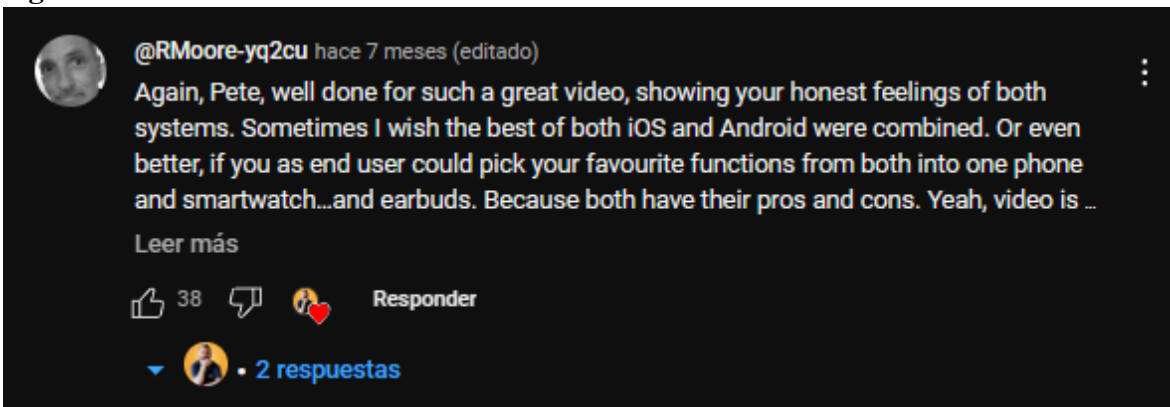 @RMoore-yq2cu hace 7 meses (editado)
Again, Pete, well done for such a great video, showing your honest feelings of both
systems. Sometimes I wish the best of both iOS and Android were combined. Or even
better, if you as end user could pick your favourite functions from both into one phone
and smartwatch...and earbuds. Because both have their pros and cons. Yeah, video is ...
Leer más
38 Responder
• 2 respuestas